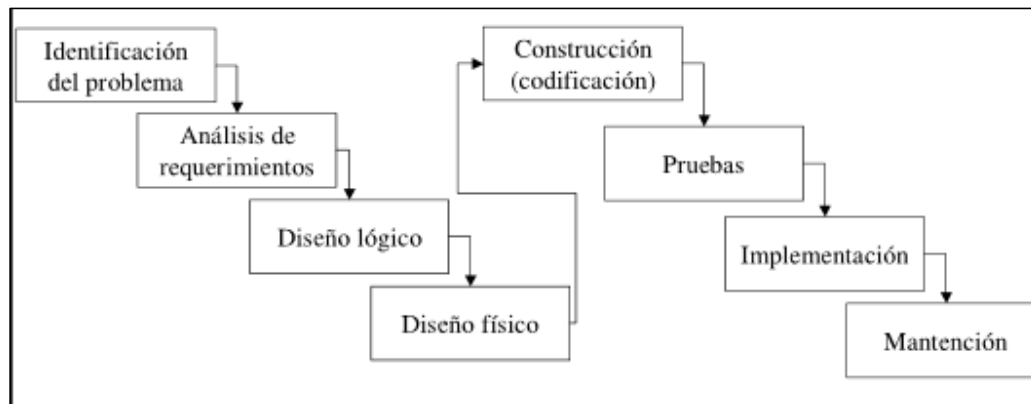 Identificación
del problema
Análisis de
requerimientos
Diseño lógico
Diseño físico
Construcción
(codificación)
Pruebas
Implementación
Mantención